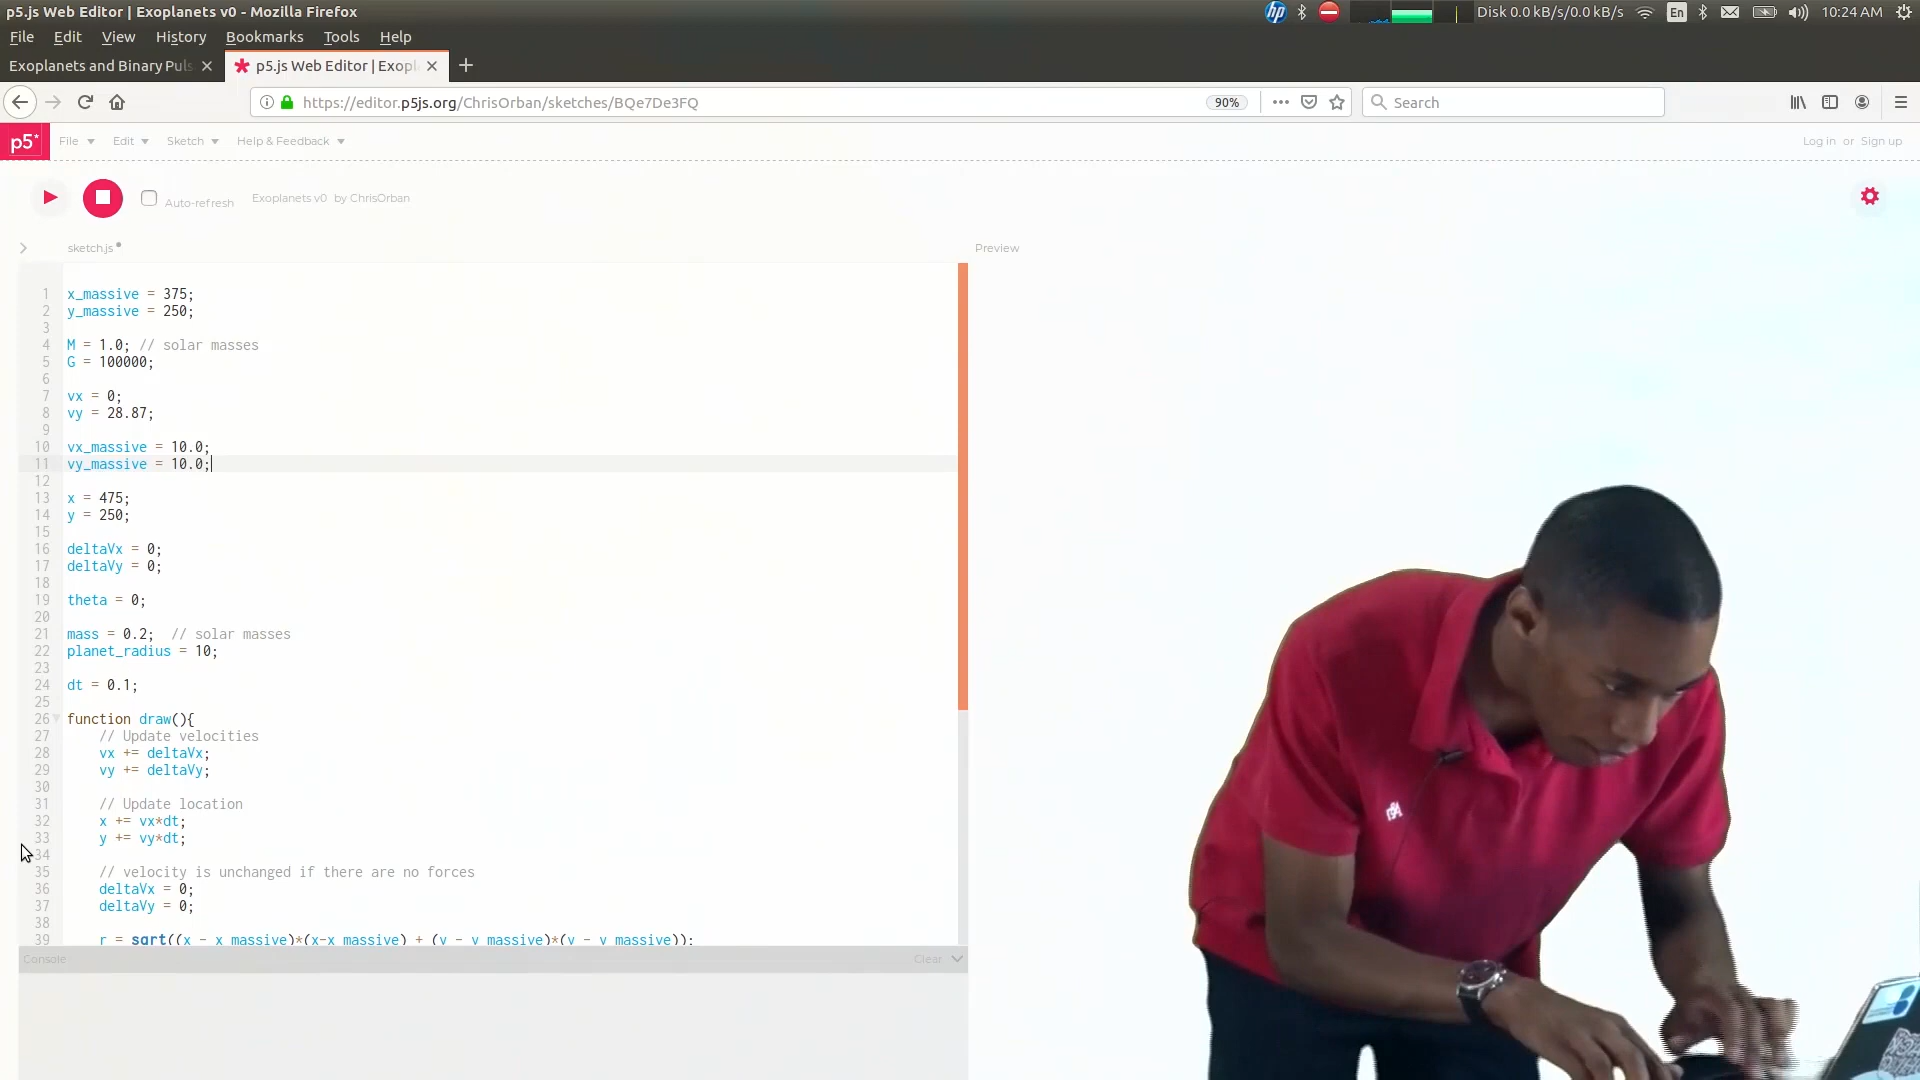 p5.js Web Editor | Exoplanets v0 - Mozilla Firefox
hp Disk 0.0 kB/s/0.0 kB/s En 10:24 AM
File Edit View History Bookmarks Tools Help
Exoplanets and Binary Puls p5.js Web Editor | Exopl
https://editor.p5js.org/ChrisOrban/sketches/BQe7De3FQ 90% Search
p5* File Edit Sketch Help & Feedback Log in or Sign up
Auto-refresh Exoplanets v0 by ChrisOrban
sketch.js Preview
1 x_massive = 375;
2 y_massive = 250;
3
4 M = 1.0; // solar masses
5 G = 100000;
6
7 vx = 0;
8 vy = 28.87;
9
10 vx_massive = 10.0;
11 vy_massive = 10.0;
12
13 x = 475;
14 y = 250;
15
16 deltaVx = 0;
17 deltaVy = 0;
18
19 theta = 0;
20
21 mass = 0.2; // solar masses
22 planet_radius = 10;
23
24 dt = 0.1;
25
26 function draw(){
27 // Update velocities
28 vx += deltaVx;
29 vy += deltaVy;
30
31 // Update location
32 x += vx*dt;
33 y += vy*dt;
34
35 // velocity is unchanged if there are no forces
36 deltaVx = 0;
37 deltaVy = 0;
38
39 r = sqrt((x - x_massive)*(x-x_massive) + (y - y_massive)*(y - y_massive));
Console Clear